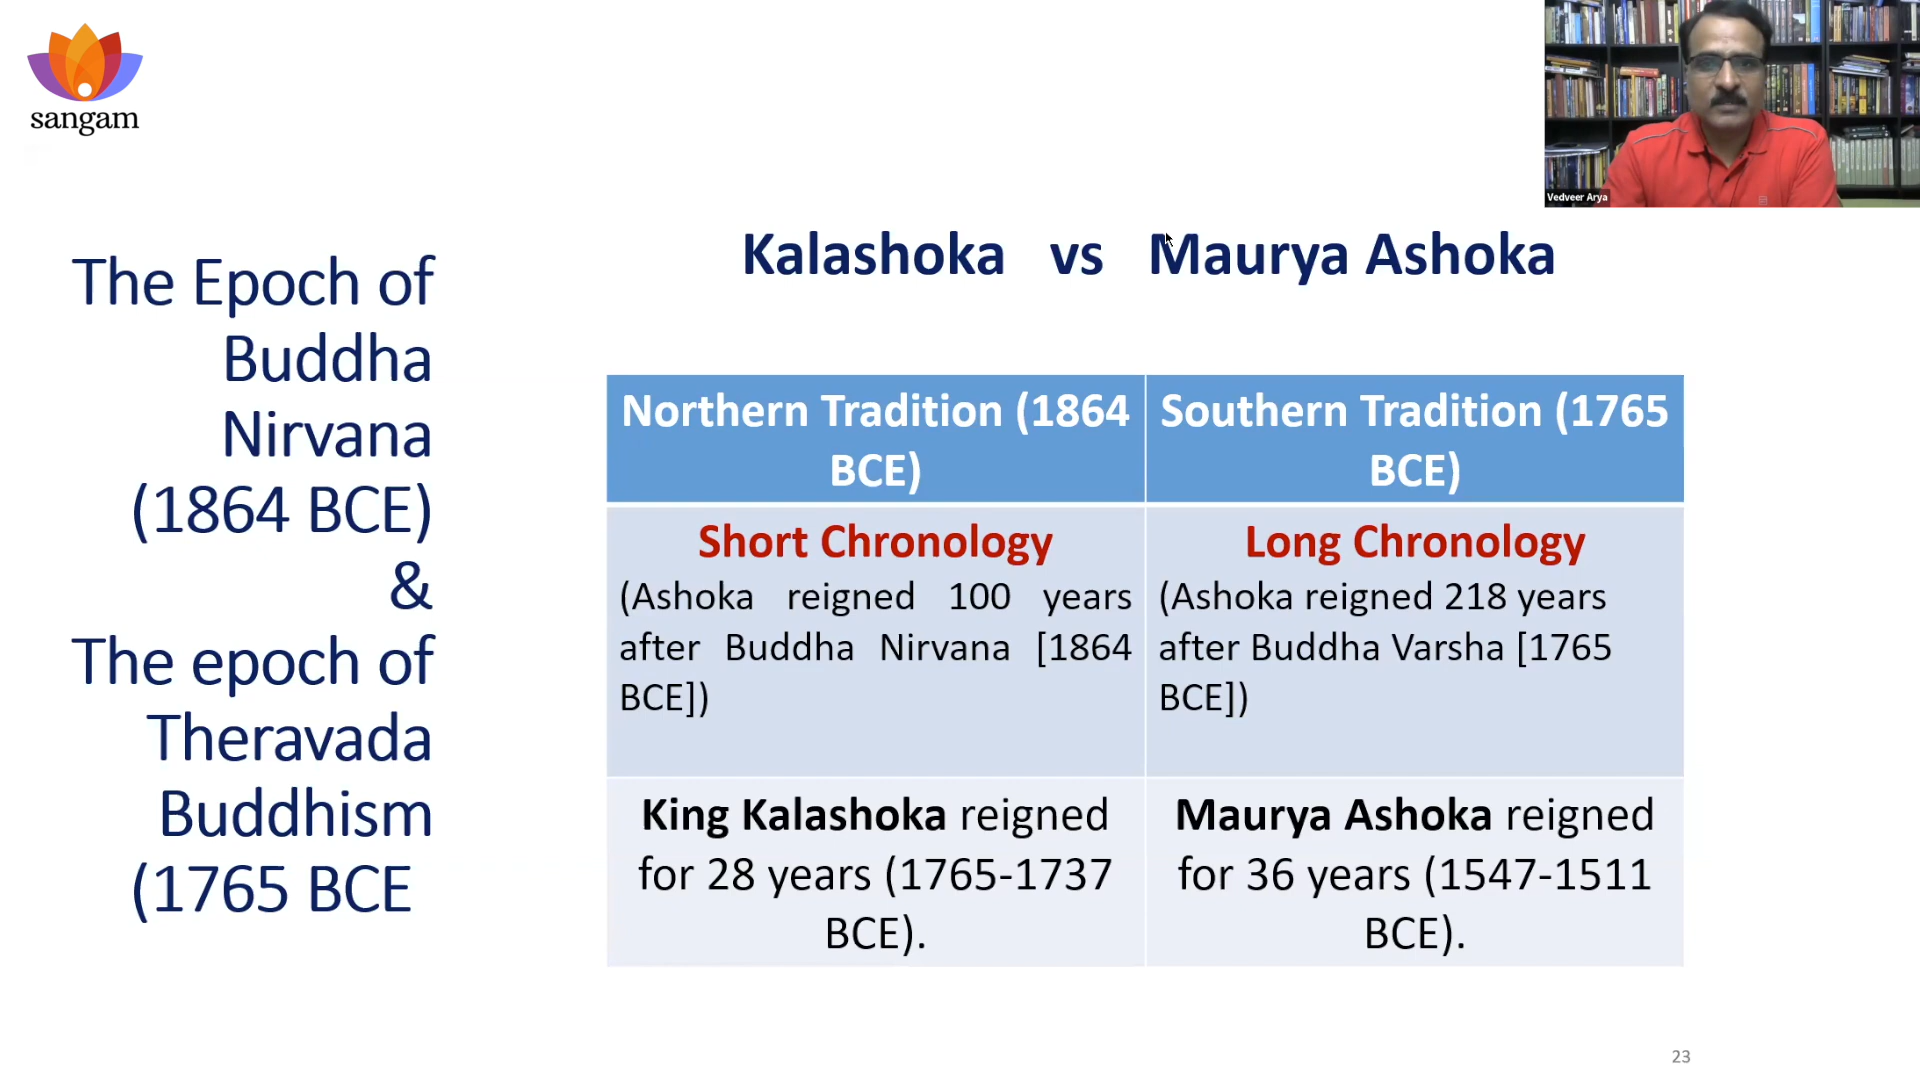 sangam
Vedveer Arya
The Epoch of
Buddha
Nirvana
(1864 BCE)
&
The epoch of
Theravada
Buddhism
(1765 BCE
Kalashoka vs Maurya Ashoka
Northern Tradition (1864
BCE)
Southern Tradition (1765
BCE)
Short Chronology
(Ashoka reigned 100 years
after Buddha Nirvana [1864
BCE])
Long Chronology
(Ashoka reigned 218 years
after Buddha Varsha [1765
BCE])
King Kalashoka reigned
for 28 years (1765-1737
BCE).
Maurya Ashoka reigned
for 36 years (1547-1511
BCE).
23